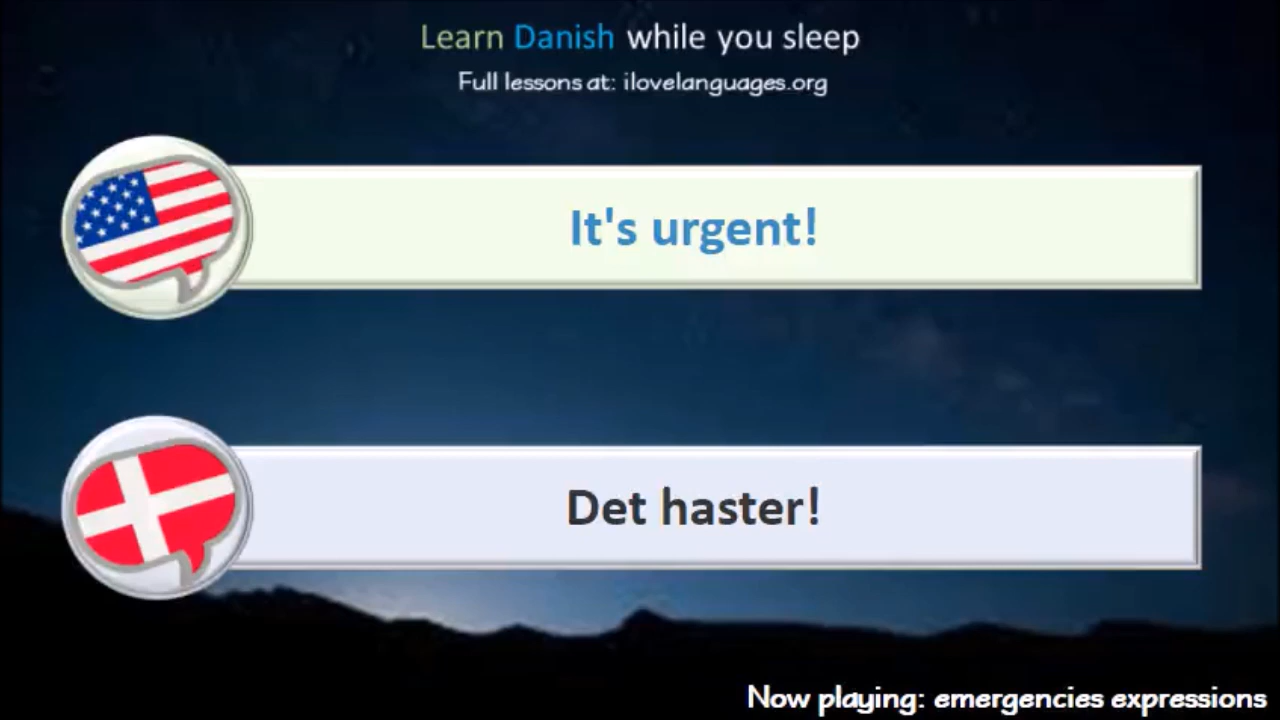 Learn Danish while you sleep
Full lessons at: ilovelanguages.org
It's urgent!
Det haster!
Now playing: emergencies expressions